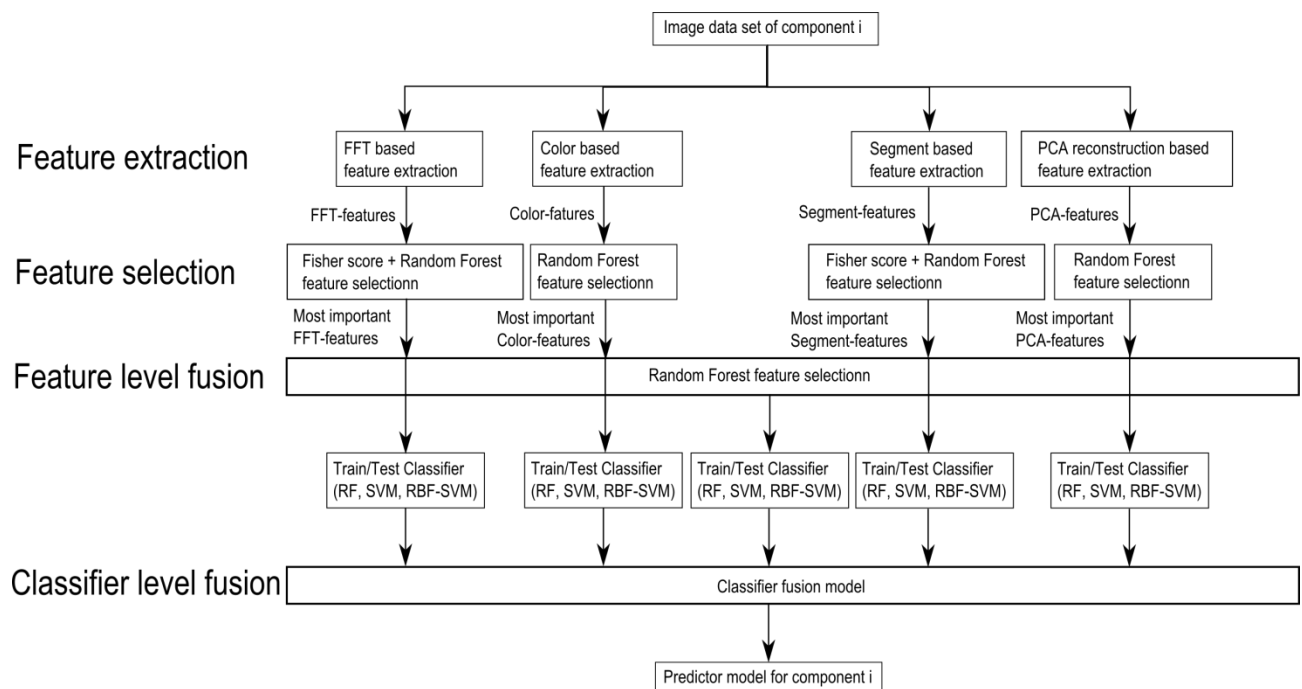 Image data set of component i
Feature extraction
FFT based
feature extraction
Color based
feature extraction
Segment based
feature extraction
PCA reconstruction based
feature extraction
FFT-features
Color-fatures
Segment-features
PCA-features
Feature selection
Fisher score + Random Forest
feature selectionn
Random Forest
feature selectionn
Fisher score + Random Forest
feature selectionn
Random Forest
feature selectionn
Most important
FFT-features
Most important
Color-features
Most important
Segment-features
Most important
PCA-features
Feature level fusion
Random Forest feature selectionn
Train/Test Classifier
(RF, SVM, RBF-SVM)
Train/Test Classifier
(RF, SVM, RBF-SVM)
Train/Test Classifier
(RF, SVM, RBF-SVM)
Train/Test Classifier
(RF, SVM, RBF-SVM)
Train/Test Classifier
(RF, SVM, RBF-SVM)
Classifier level fusion
Classifier fusion model
Predictor model for component i